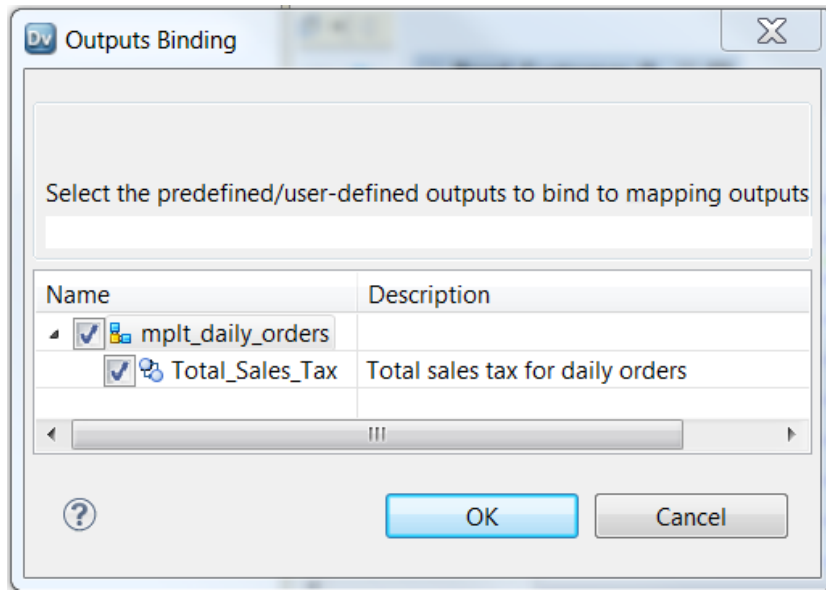 Dv Outputs Binding
Select the predefined/user-defined outputs to bind to mapping outputs
Name Description
mplt_daily_orders
Total_Sales_Tax Total sales tax for daily orders
? OK Cancel